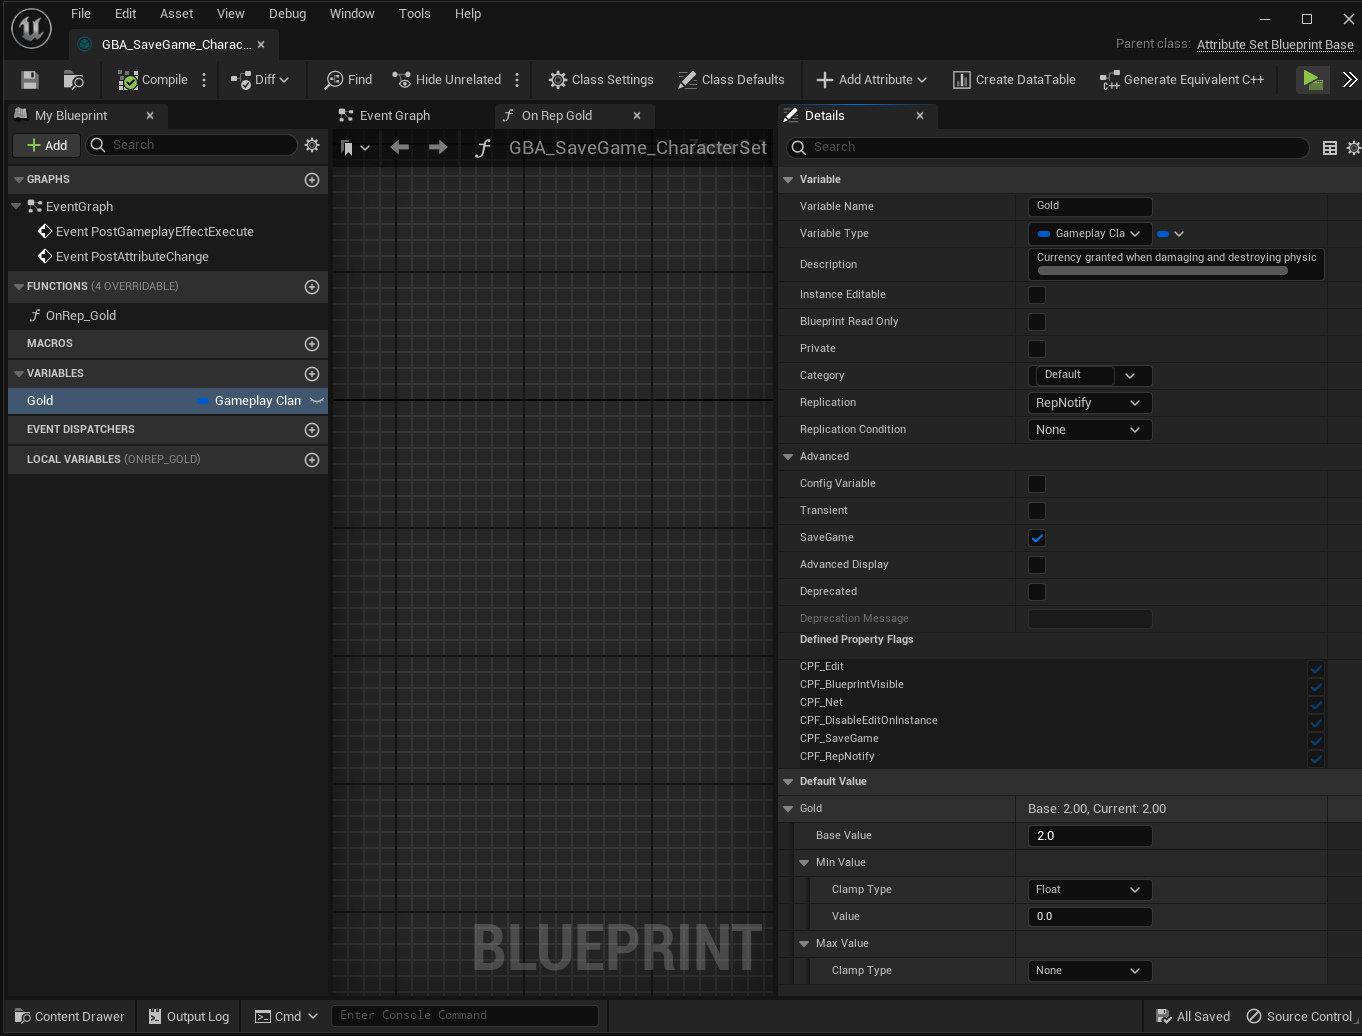 File Edit Asset View Debug Window Tools Help
GBA_SaveGame_Charac...
Parent class: Attribute Set Blueprint Base
Compile Diff Find Hide Unrelated Class Settings Class Defaults Add Attribute Create DataTable Generate Equivalent C++
My Blueprint
Event Graph
On Rep Gold
Details
Add
Search
GBA_SaveGame_CharacterSet
Search
GRAPHS
EventGraph
Event PostGameplayEffectExecute
Event PostAttributeChange
FUNCTIONS (4 OVERRIDABLE)
OnRep_Gold
MACROS
VARIABLES
Gold Gameplay Clam
EVENT DISPATCHERS
LOCAL VARIABLES (ONREP_GOLD)
BLUEPRINT
Variable
Variable Name Gold
Variable Type Gameplay Cla
Description Currency granted when damaging and destroying physic
Instance Editable
Blueprint Read Only
Private
Category Default
Replication RepNotify
Replication Condition None
Advanced
Config Variable
Transient
SaveGame
Advanced Display
Deprecated
Deprecation Message
Defined Property Flags
CPF_Edit
CPF_BlueprintVisible
CPF_Net
CPF_DisableEditOnInstance
CPF_SaveGame
CPF_RepNotify
Default Value
Gold Base: 2.00, Current: 2.00
Base Value 2.0
Min Value
Clamp Type Float
Value 0.0
Max Value
Clamp Type None
Content Drawer Output Log Cmd Enter Console Command All Saved Source Control